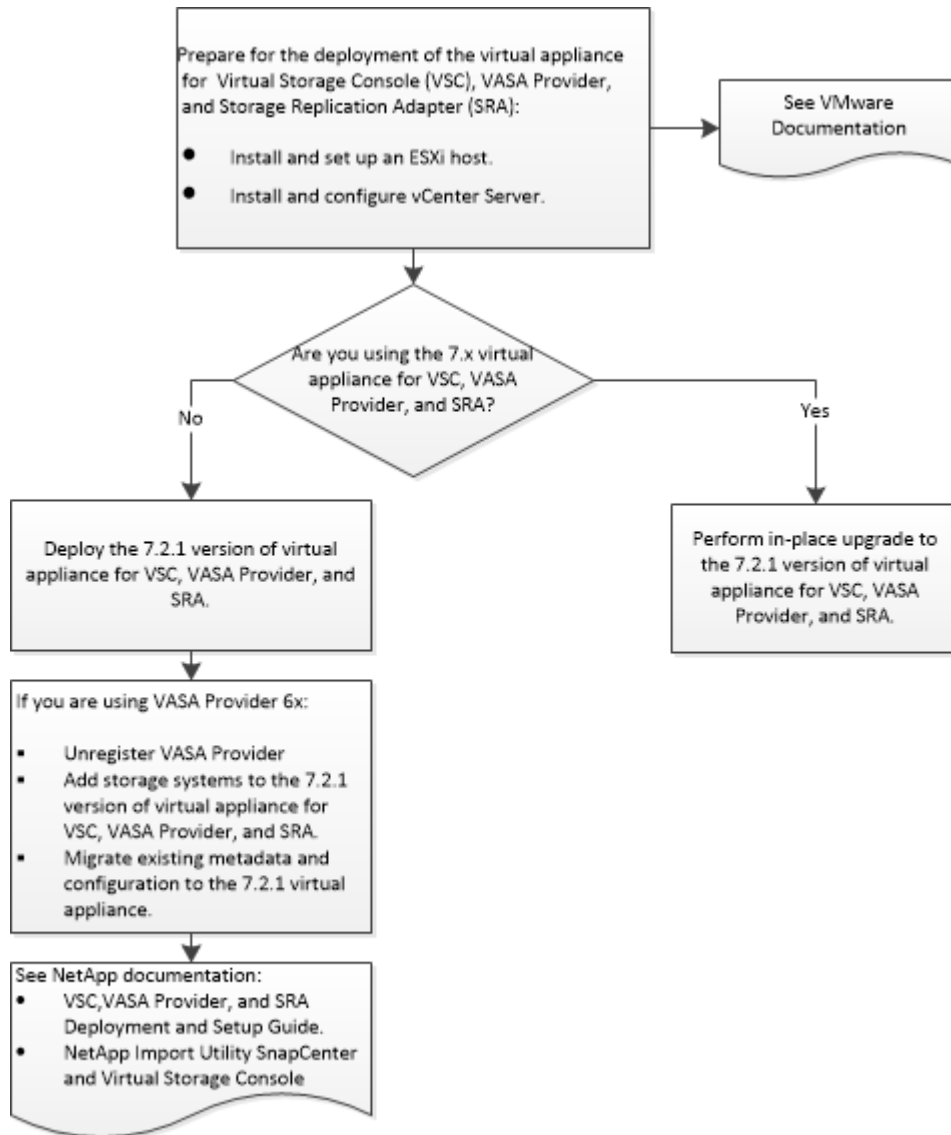 Prepare for the deployment of the virtual appliance
for Virtual Storage Console (VSC), VASA Provider,
and Storage Replication Adapter (SRA):
● Install and set up an ESXi host.
● Install and configure vCenter Server.
See VMware
Documentation
Are you using the 7.x virtual
appliance for VSC, VASA
Provider, and SRA?
No
Yes
Deploy the 7.2.1 version of virtual
appliance for VSC, VASA Provider, and
SRA.
Perform in-place upgrade to
the 7.2.1 version of virtual
appliance for VSC, VASA
Provider, and SRA.
If you are using VASA Provider 6x:
▪ Unregister VASA Provider
▪ Add storage systems to the 7.2.1
version of virtual appliance for
VSC, VASA Provider, and SRA.
▪ Migrate existing metadata and
configuration to the 7.2.1 virtual
appliance.
See NetApp documentation:
● VSC,VASA Provider, and SRA
Deployment and Setup Guide.
● NetApp Import Utility SnapCenter
and Virtual Storage Console